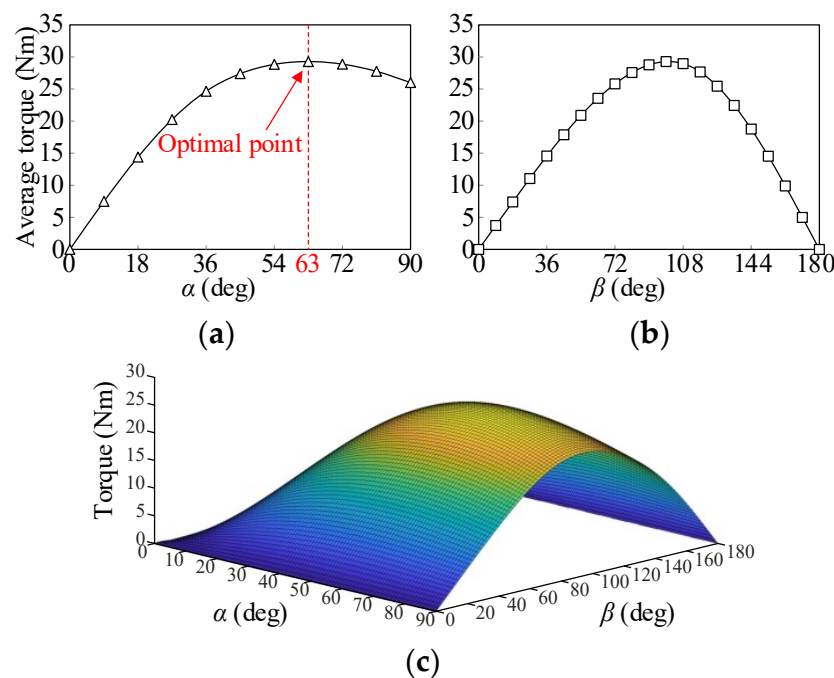 (a)
Average torque (Nm)
35
30
25
20
15
10
5
0
Optimal point
0 18 36 54 63 72 90
α (deg)
(b)
35
30
25
20
15
10
5
0
0 36 72 108 144 180
β (deg)
(a)
(b)
Torque (Nm)
30
25
20
15
10
5
0
0 10 20 30 40 50 60 70 80 90
α (deg)
0 20 40 60 80 100 120 140 160 180
β (deg)
(c)